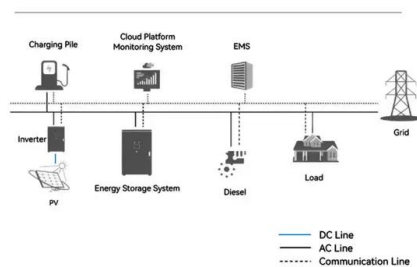 Charging Pile
Cloud Platform
Monitoring System
EMS
Grid
Inverter
PV
Energy Storage System
Diesel
Load
DC Line
AC Line
Communication Line